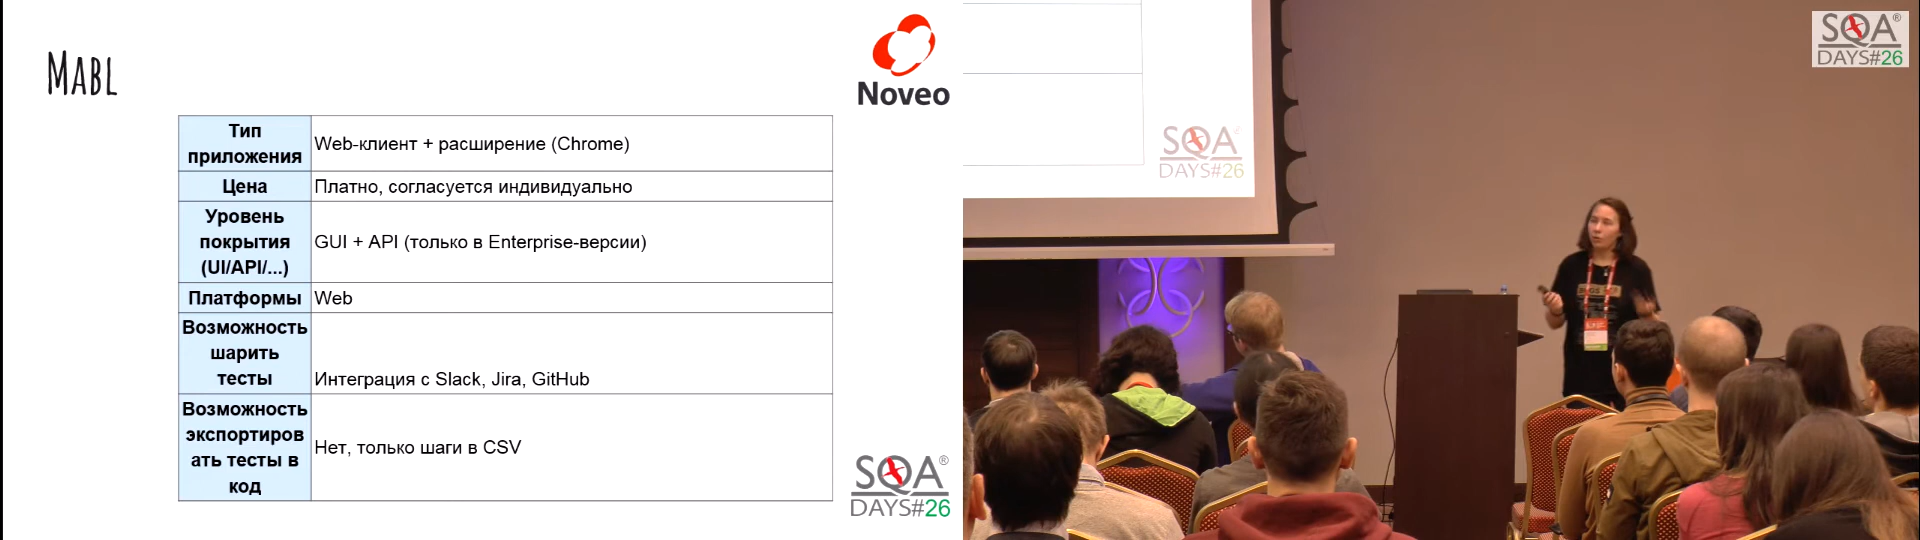 Mabl
Noveo
Тип
приложения
Web-клиент + расширение (Chrome)
Цена
Платно, согласуется индивидуально
Уровень
покрытия
(UI/API/...)
GUI + API (только в Enterprise-версии)
Платформы
Web
Возможность
шарить
тесты
Интеграция с Slack, Jira, GitHub
Возможность
экспортиров
ать тесты в
код
Нет, только шаги в CSV
SQA®
DAYS#26
SQA
DAYS#26
SQA®
DAYS#26